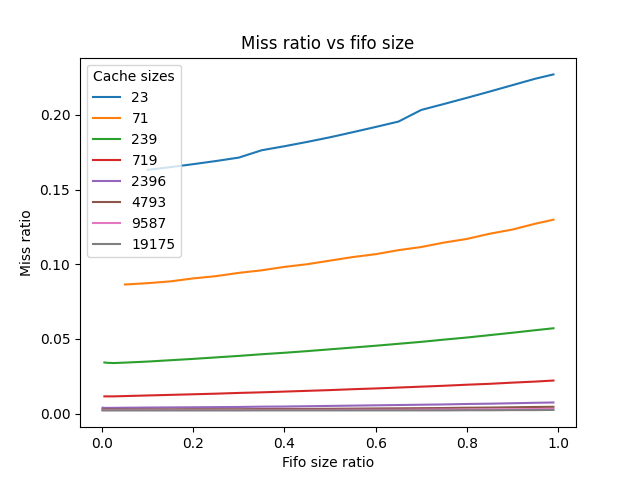 Miss ratio vs fifo size
Cache sizes
23
71
239
719
2396
4793
9587
19175
0.20
0.15
0.10
0.05
0.00
Miss ratio
0.0 0.2 0.4 0.6 0.8 1.0
Fifo size ratio